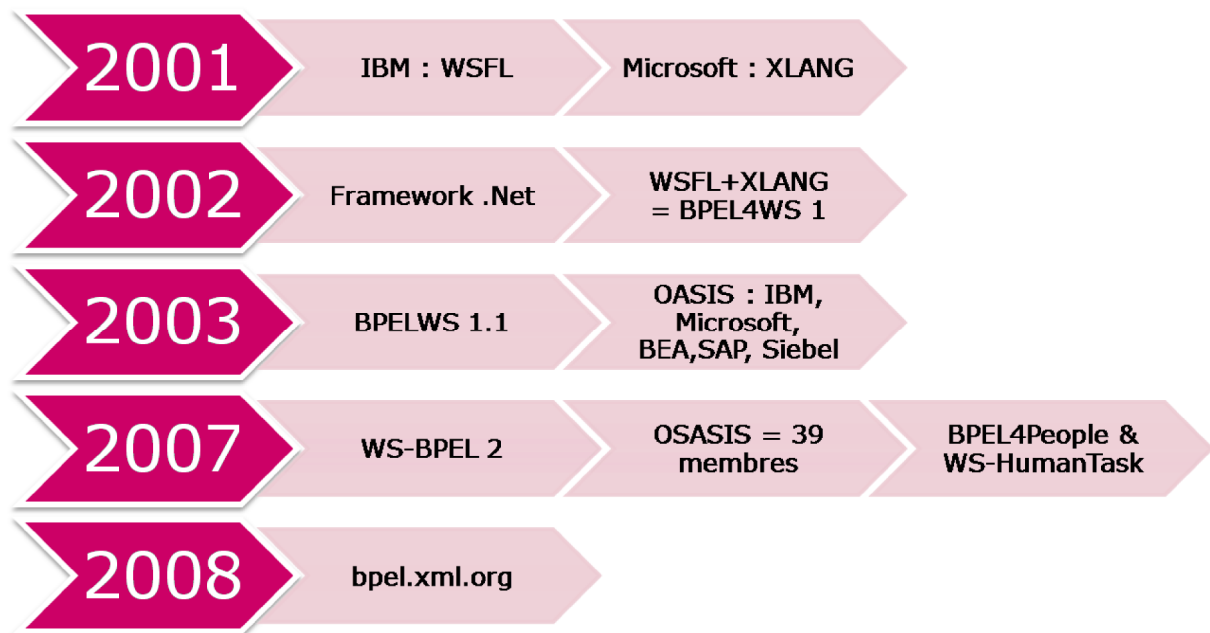 2001
IBM : WSFL
Microsoft : XLANG
2002
Framework .Net
WSFL+XLANG
= BPEL4WS 1
2003
BPELWS 1.1
OASIS : IBM,
Microsoft,
BEA,SAP, Siebel
2007
WS-BPEL 2
OSASIS = 39
membres
BPEL4People &
WS-HumanTask
2008
bpel.xml.org